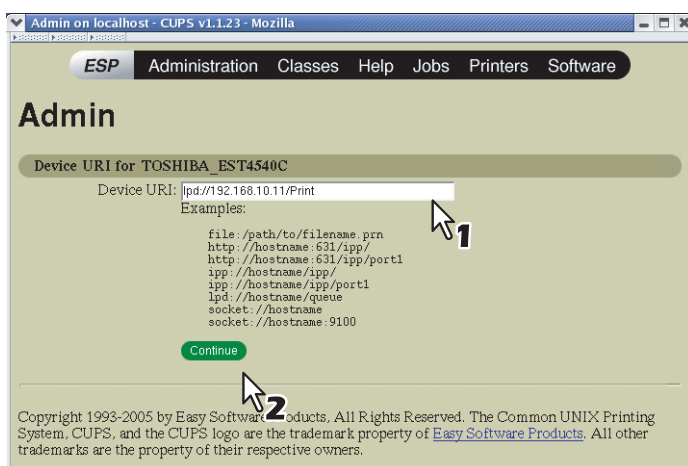 Admin on localhost - CUPS v1.1.23 - Mozilla
ESP Administration Classes Help Jobs Printers Software
Admin
Device URI for TOSHIBA_EST4540C
Device URI: lpd://192.168.10.11/Print
1
Examples:
file:/path/to/filename.prn
http://hostname:631/ipp/
http://hostname:631/ipp/port1
ipp://hostname/ipp/
ipp://hostname/ipp/port1
lpd://hostname/queue
socket://hostname
socket://hostname:9100
Continue
2
Copyright 1993-2005 by Easy Software Products, All Rights Reserved. The Common UNIX Printing
System, CUPS, and the CUPS logo are the trademark property of Easy Software Products. All other
trademarks are the property of their respective owners.